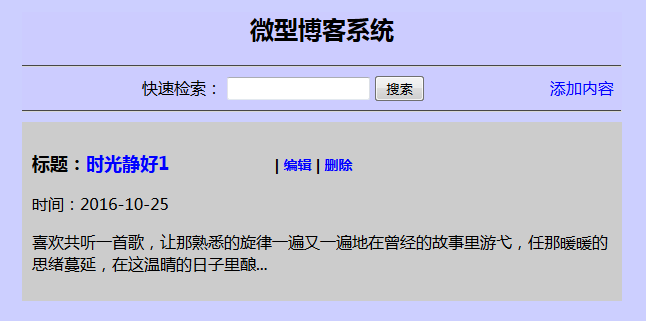 微型博客系统
快速检索： 搜索 添加内容
标题：时光静好1 | 编辑 | 删除
时间：2016-10-25
喜欢共听一首歌，让那熟悉的旋律一遍又一遍地在曾经的故事里游弋，任那暖暖的
思绪蔓延，在这温晴的日子里酿...